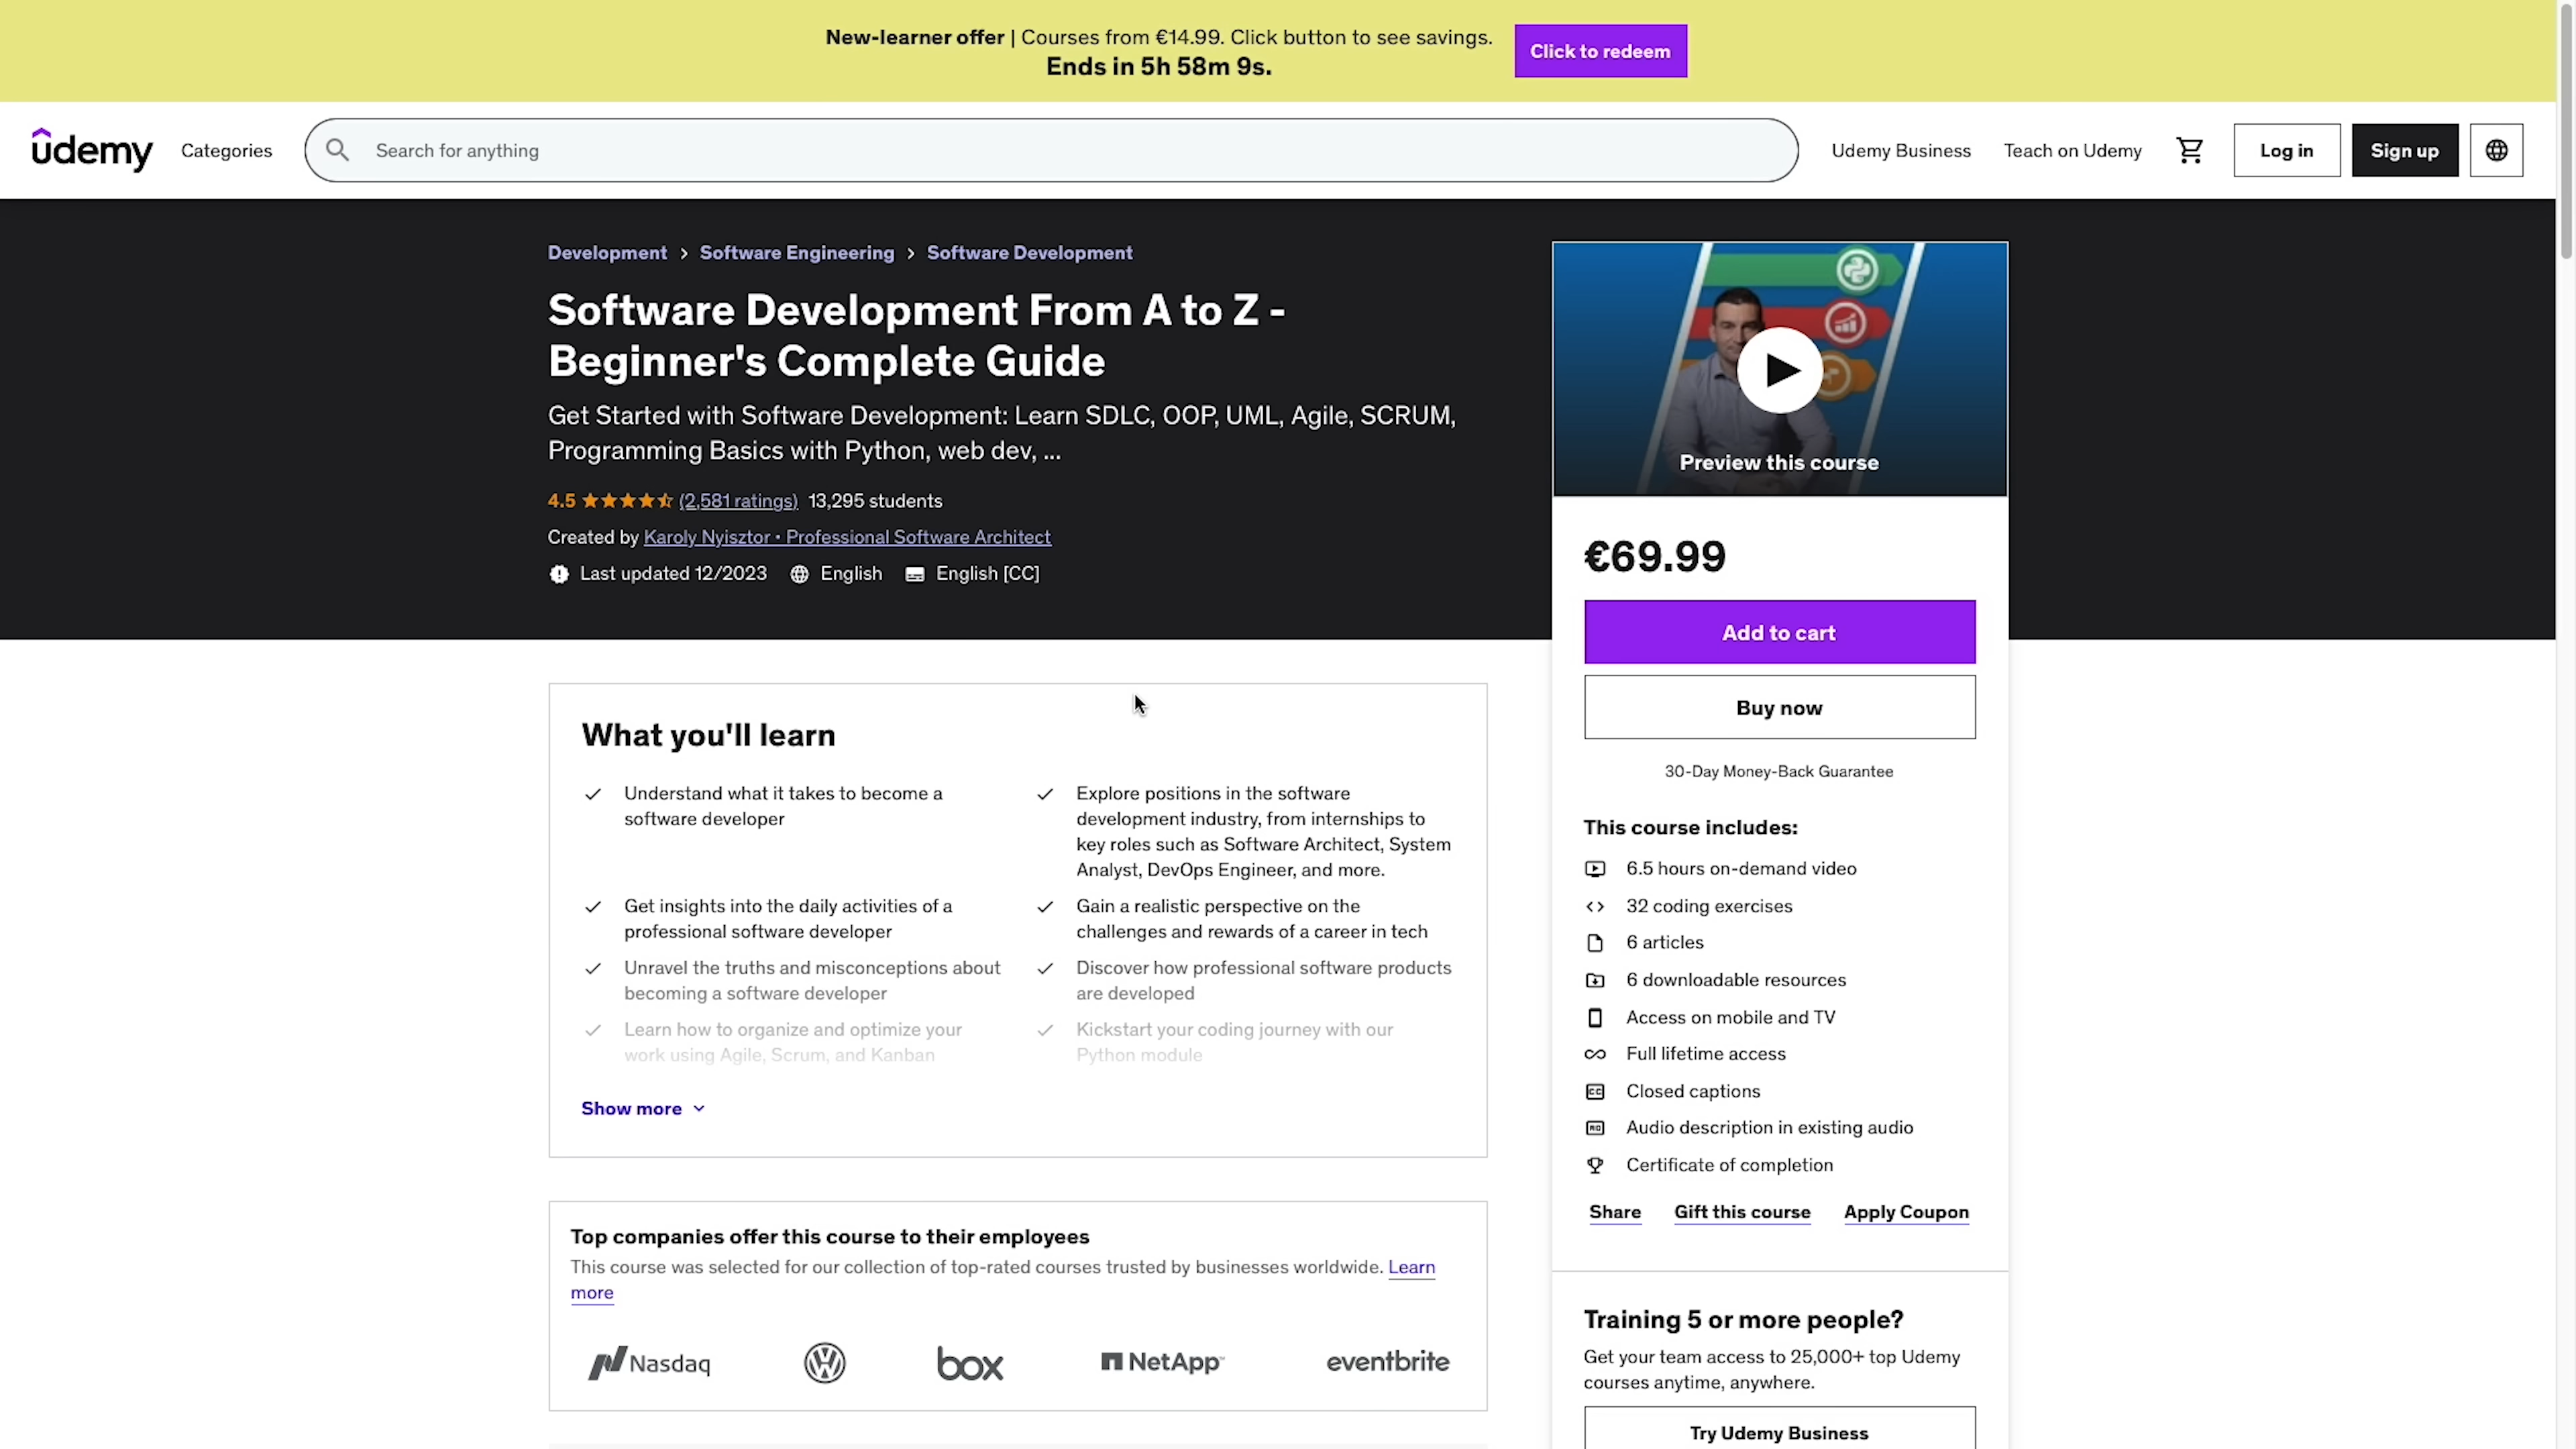 New-learner offer | Courses from €14.99. Click button to see savings.
Ends in 5h 58m 9s.
Click to redeem
ûdemy
Categories
Search for anything
Udemy Business
Teach on Udemy
Log in
Sign up
Development > Software Engineering > Software Development
Software Development From A to Z -
Beginner's Complete Guide
Get Started with Software Development: Learn SDLC, OOP, UML, Agile, SCRUM,
Programming Basics with Python, web dev, ...
4.5 (2,581 ratings) 13,295 students
Created by Karoly Nyisztor • Professional Software Architect
Last updated 12/2023 English English [CC]
Preview this course
€69.99
Add to cart
Buy now
30-Day Money-Back Guarantee
This course includes:
6.5 hours on-demand video
32 coding exercises
6 articles
6 downloadable resources
Access on mobile and TV
Full lifetime access
Closed captions
Audio description in existing audio
Certificate of completion
Share
Gift this course
Apply Coupon
Training 5 or more people?
Get your team access to 25,000+ top Udemy
courses anytime, anywhere.
Try Udemy Business
What you'll learn
Understand what it takes to become a
software developer
Explore positions in the software
development industry, from internships to
key roles such as Software Architect, System
Analyst, DevOps Engineer, and more.
Get insights into the daily activities of a
professional software developer
Gain a realistic perspective on the
challenges and rewards of a career in tech
Unravel the truths and misconceptions about
becoming a software developer
Discover how professional software products
are developed
Learn how to organize and optimize your
work using Agile, Scrum, and Kanban
Kickstart your coding journey with our
Python module
Show more
Top companies offer this course to their employees
This course was selected for our collection of top-rated courses trusted by businesses worldwide. Learn
more
Nasdaq
box
NetApp
eventbrite